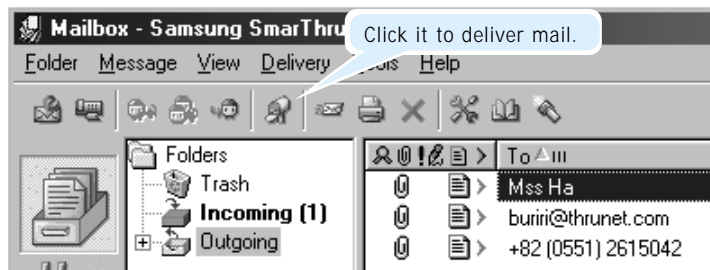 Mailbox - Samsung SmarThru
Click it to deliver mail.
Folder Message View Delivery Tools Help
Folders
Trash
Incoming (1)
Outgoing
To
Mss Ha
buriri@thrunet.com
+82 (0551) 2615042